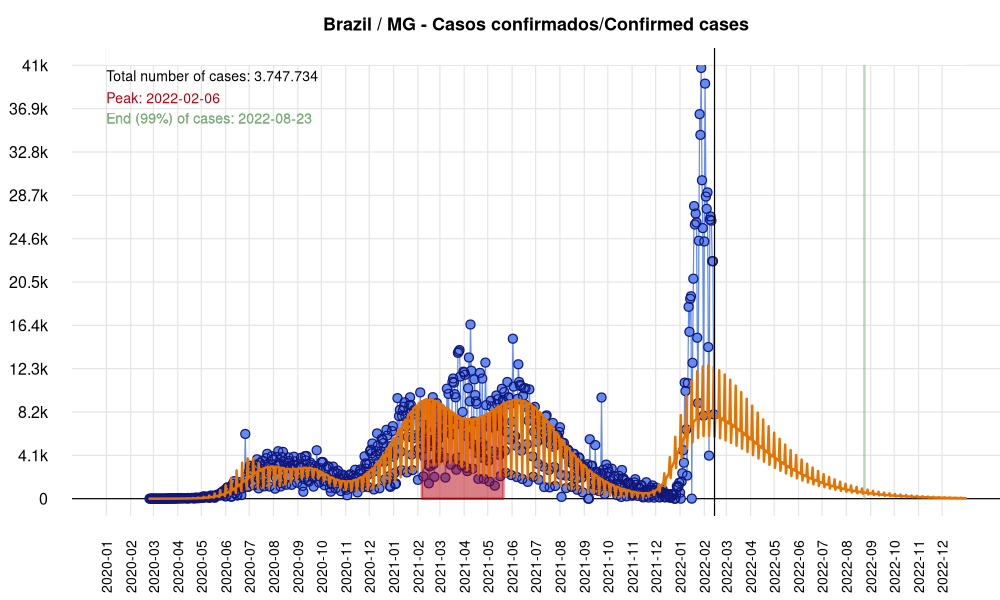 Brazil / MG - Casos confirmados/Confirmed cases
Total number of cases: 3.747.734
Peak: 2022-02-06
End (99%) of cases: 2022-08-23
41k
36.9k
32.8k
28.7k
24.6k
20.5k
16.4k
12.3k
8.2k
4.1k
0
2020-01
2020-02
2020-03
2020-04
2020-05
2020-06
2020-07
2020-08
2020-09
2020-10
2020-11
2020-12
2021-01
2021-02
2021-03
2021-04
2021-05
2021-06
2021-07
2021-08
2021-09
2021-10
2021-11
2021-12
2022-01
2022-02
2022-03
2022-04
2022-05
2022-06
2022-07
2022-08
2022-09
2022-10
2022-11
2022-12